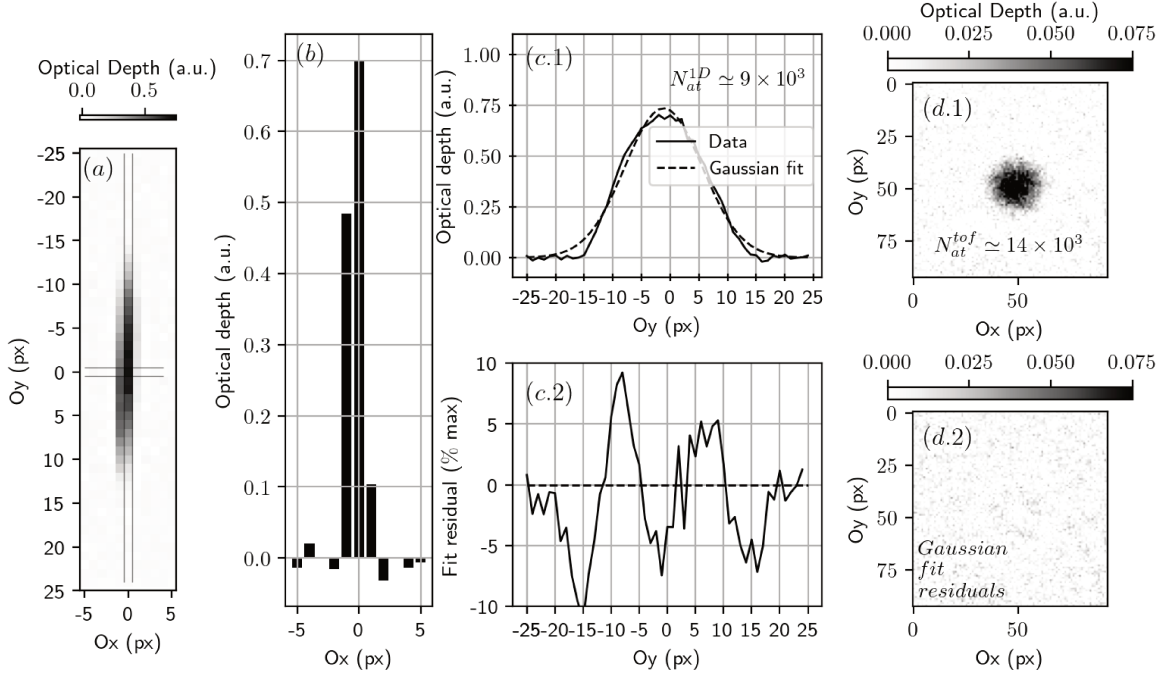 Optical Depth (a.u.)
0.0 0.5
(a)
-25
-20
-15
-10
-5
0
5
10
15
20
25
Oy (px)
-5 0 5
Ox (px)
(b)
0.7
0.6
0.5
0.4
0.3
0.2
0.1
0.0
Optical depth (a.u.)
-5 0 5
Ox (px)
(c.1)
N_{at}^{1D} ≃ 9 × 10³
1.00
0.75
0.50
0.25
0.00
Optical depth (a.u.)
Data
Gaussian fit
-25 -20 -15 -10 -5 0 5 10 15 20 25
Oy (px)
(c.2)
10
5
0
-5
-10
Fit residual (% max)
-25 -20 -15 -10 -5 0 5 10 15 20 25
Oy (px)
Optical Depth (a.u.)
0.000 0.025 0.050 0.075
(d.1)
0
25
50
75
Oy (px)
N_{at}^{tof} ≃ 14 × 10³
0 50
Ox (px)
0.000 0.025 0.050 0.075
(d.2)
0
25
50
75
Oy (px)
Gaussian
fit
residuals
0 50
Ox (px)